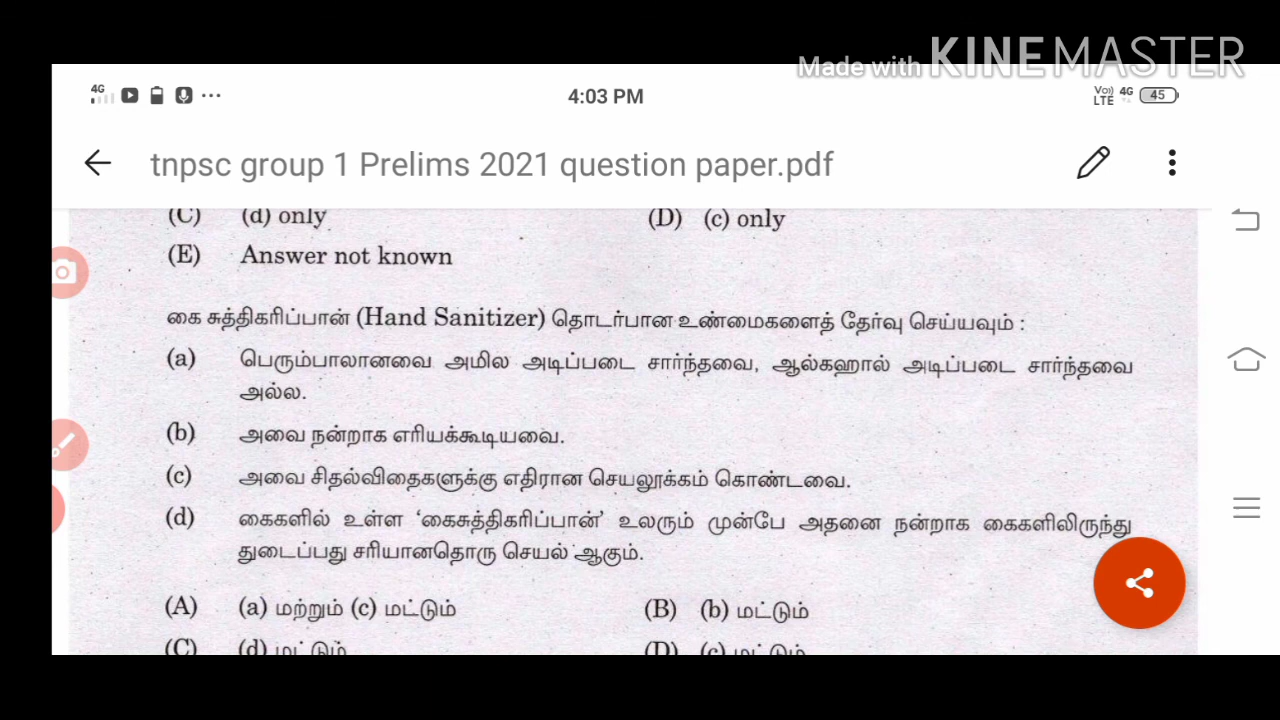 Made with KINEMASTER
4G
4:03 PM
Vo) LTE 4G 45
tnpsc group 1 Prelims 2021 question paper.pdf
(C) (d) only (D) (c) only
(E) Answer not known
கை சுத்திகரிப்பான் (Hand Sanitizer) தொடர்பான உண்மைகளைத் தேர்வு செய்யவும் :
(a) பெரும்பாலானவை அமில அடிப்படை சார்ந்தவை, ஆல்கஹால் அடிப்படை சார்ந்தவை
அல்ல.
(b) அவை நன்றாக எரியக்கூடியவை.
(c) அவை சிதல்விதைகளுக்கு எதிரான செயலூக்கம் கொண்டவை.
(d) கைகளில் உள்ள ‘கைசுத்திகரிப்பான்’ உலரும் முன்பே அதனை நன்றாக கைகளிலிருந்து
துடைப்பது சரியானதொரு செயல் ஆகும்.
(A) (a) மற்றும் (c) மட்டும் (B) (b) மட்டும்
(C) (d) மட்டும் (D) (c) மட்டும்